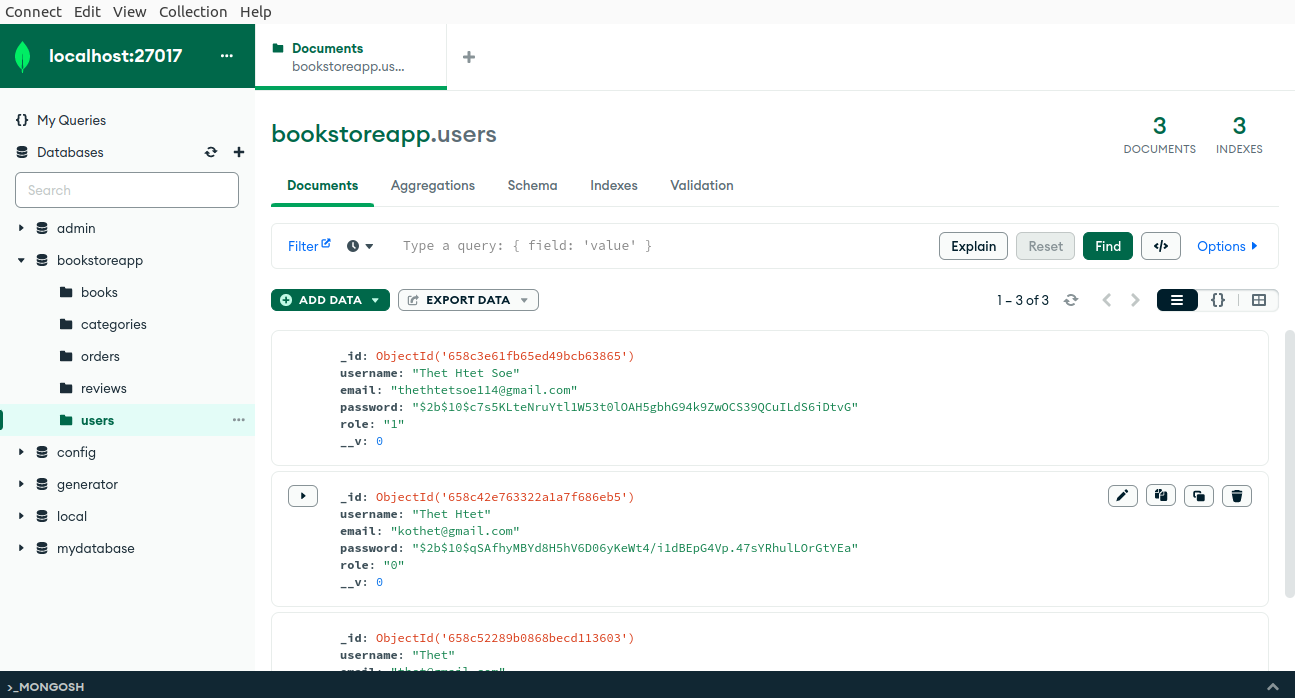 Connect Edit View Collection Help
localhost:27017 ...
Documents
bookstoreapp.us...
My Queries
Databases
Search
admin
bookstoreapp
books
categories
orders
reviews
users
config
generator
local
mydatabase
bookstoreapp.users
3
DOCUMENTS
3
INDEXES
Documents Aggregations Schema Indexes Validation
Filter
Type a query: { field: 'value' }
Explain Reset Find </> Options
ADD DATA EXPORT DATA
1 – 3 of 3
{}
_id: ObjectId('658c3e61fb65ed49bcb63865')
username: "Thet Htet Soe"
email: "thethtetsoe114@gmail.com"
password: "$2b$10$c7s5KLteNruYtl1W53t0lOAH5gbhG94k9ZwOCS39QCuILdS6iDtvG"
role: "1"
__v: 0
_id: ObjectId('658c42e763322a1a7f686eb5')
username: "Thet Htet"
email: "kothet@gmail.com"
password: "$2b$10$qSAfhyMBYd8H5hV6D06yKeWt4/i1dBEpG4Vp.47sYRhulLOrGtYEa"
role: "0"
__v: 0
_id: ObjectId('658c52289b0868becd113603')
username: "Thet"
email: "thet@gmail.com"
>_MONGOSH